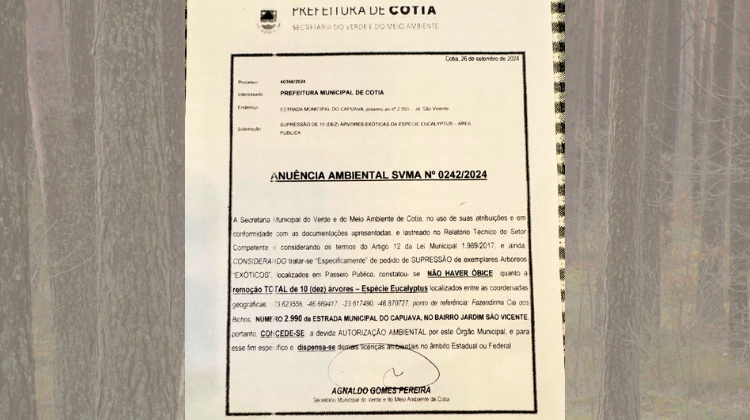 PREFEITURA DE COTIA
SECRETARIA DO VERDE E DO MEIO AMBIENTE
Cotia, 26 de setembro de 2024
Processo: 40366/2024
Interessado: PREFEITURA MUNICIPAL DE COTIA
Endereço: ESTRADA MUNICIPAL DO CAPUAVA, próximo ao nº 2.990 - Jd. São Vicente
Solicitação: SUPRESSÃO DE 10 (DEZ) ÁRVORES EXÓTICAS DA ESPÉCIE EUCALYPTUS – AREA
PÚBLICA
ANUÊNCIA AMBIENTAL SVMA Nº 0242/2024
A Secretaria Municipal do Verde e do Meio Ambiente de Cotia, no uso de suas atribuições e em
conformidade com as documentações apresentadas, e lastreado no Relatório Técnico do Setor
Competente e considerando os termos do Artigo 12 da Lei Municipal 1.989/2017, e ainda,
CONSIDERANDO tratar-se "Especificamente" de pedido de SUPRESSÃO de exemplares Arbóreos
"EXÓTICOS", localizados em Passeio Público, constatou-se NÃO HAVER ÓBICE quanto a
remoção TOTAL de 10 (dez) árvores – Espécie Eucalyptus localizados entre as coordenadas
geográficas: -23.623556, -46.869417 -23.617490, -46.870727, ponto de referência: Fazendinha Cia dos
Bichos: NÚMERO 2.990 da ESTRADA MUNICIPAL DO CAPUAVA, NO BAIRRO JARDIM SÃO VICENTE
portanto, CONCEDE-SE a devida AUTORIZAÇÃO AMBIENTAL por este Órgão Municipal, e para
esse fim específico e dispensa-se demais licenças ambientais no âmbito Estadual ou Federal.
AGNALDO GOMES PEREIRA
Secretário Municipal do Verde e Meio Ambiente de Cotia